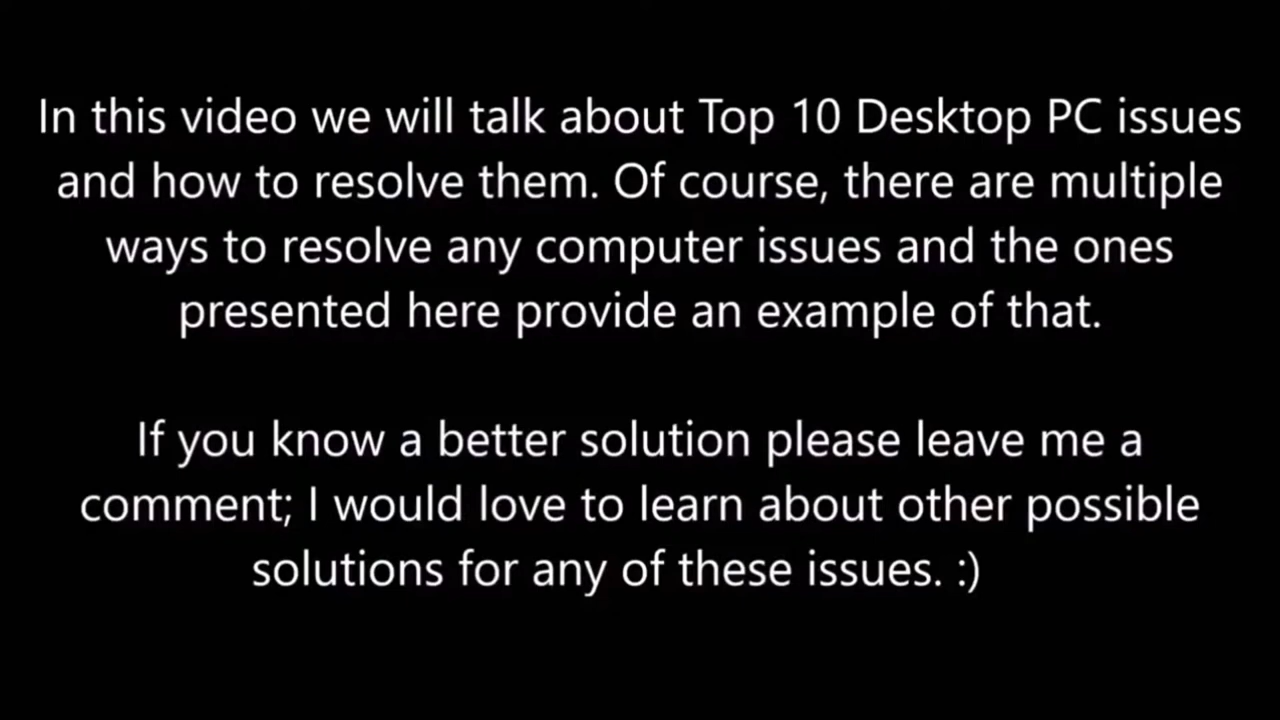 In this video we will talk about Top 10 Desktop PC issues
and how to resolve them. Of course, there are multiple
ways to resolve any computer issues and the ones
presented here provide an example of that.
If you know a better solution please leave me a
comment; I would love to learn about other possible
solutions for any of these issues. :)